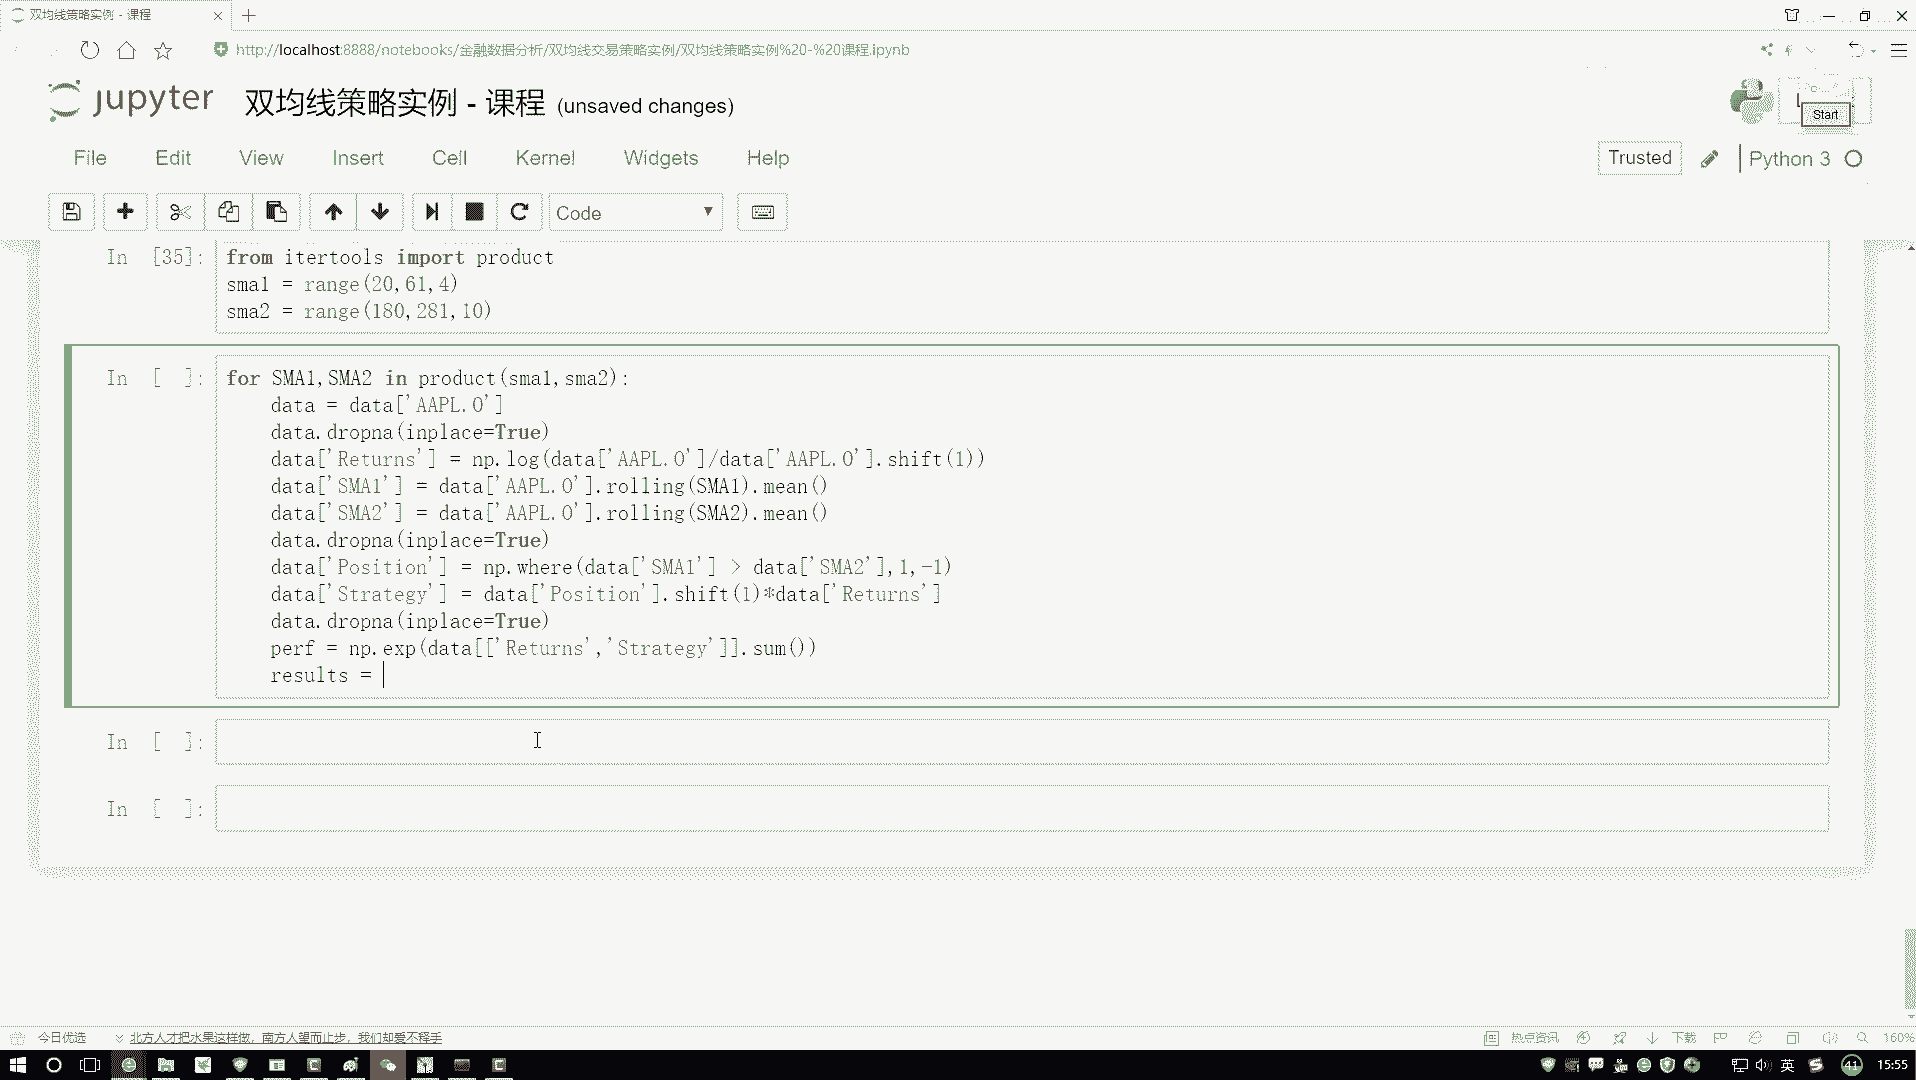 双均线策略实例 - 课程
http://localhost:8888/notebooks/金融数据分析/双均线交易策略实例/双均线策略实例%20-%20课程.ipynb
jupyter 双均线策略实例 - 课程 (unsaved changes)
Start
File Edit View Insert Cell Kernel Widgets Help
Trusted Python 3
Code
In [35]:
from itertools import product
sma1 = range(20,61,4)
sma2 = range(180,281,10)
In [ ]:
for SMA1,SMA2 in product(sma1,sma2):
    data = data['AAPL.O']
    data.dropna(inplace=True)
    data['Returns'] = np.log(data['AAPL.O']/data['AAPL.O'].shift(1))
    data['SMA1'] = data['AAPL.O'].rolling(SMA1).mean()
    data['SMA2'] = data['AAPL.O'].rolling(SMA2).mean()
    data.dropna(inplace=True)
    data['Position'] = np.where(data['SMA1'] > data['SMA2'],1,-1)
    data['Strategy'] = data['Position'].shift(1)*data['Returns']
    data.dropna(inplace=True)
    perf = np.exp(data[['Returns','Strategy']].sum())
    results =
In [ ]:
In [ ]:
今日优选 北方人才把水果这样做，南方人望而止步，我们却爱不释手
热点资讯 下载 160%
英 41 15:55